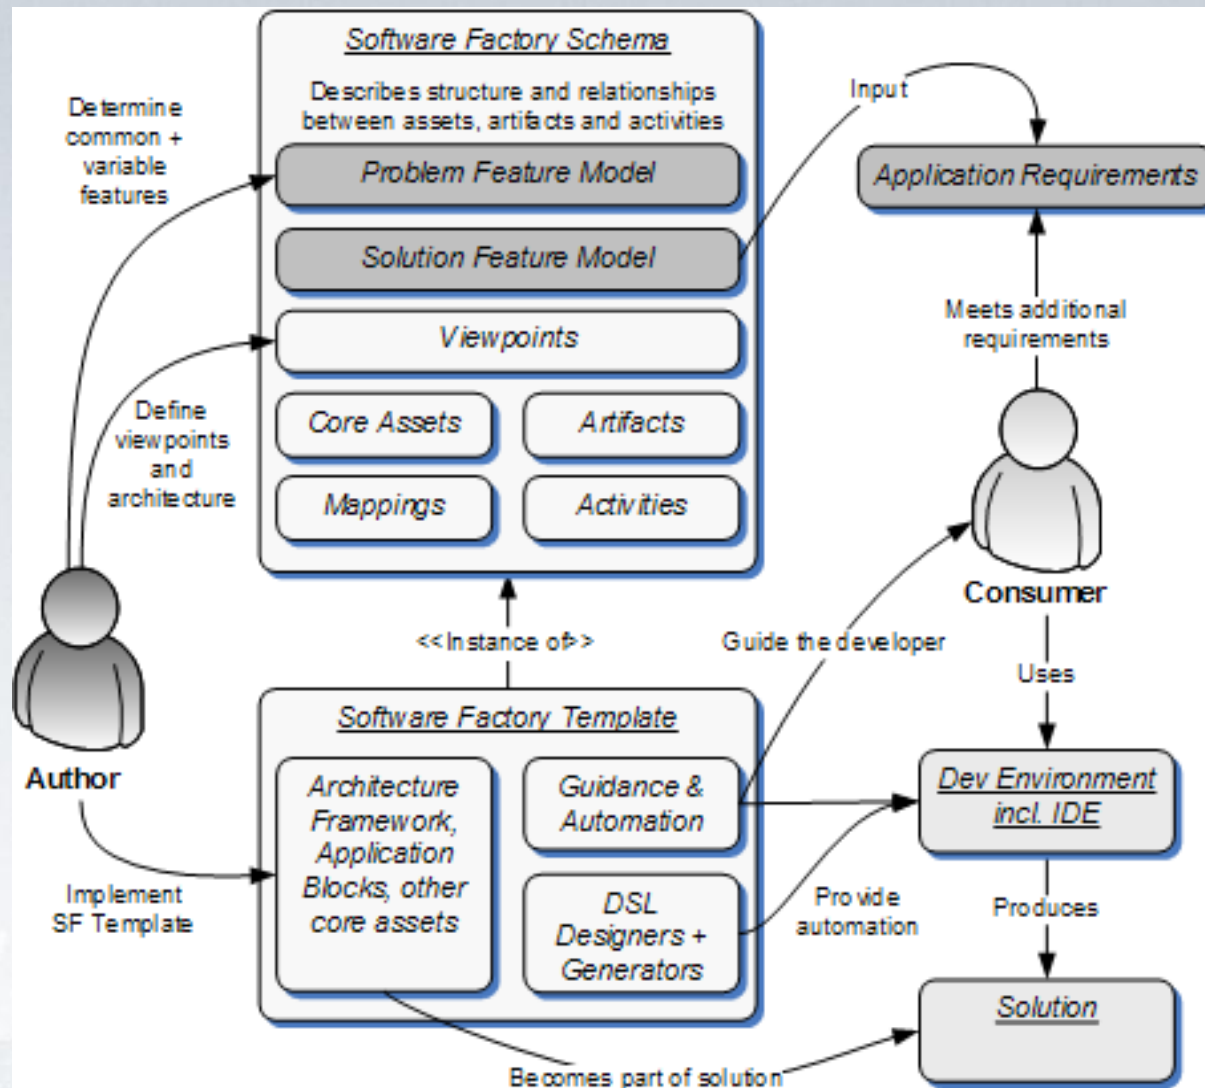 Software Factory Schema
Describes structure and relationships
between assets, artifacts and activities
Problem Feature Model
Solution Feature Model
Viewpoints
Core Assets
Artifacts
Mappings
Activities
Determine
common +
variable
features
Define
viewpoints
and
architecture
Author
Implement
SF Template
<<Instance of>>
Software Factory Template
Architecture
Framework,
Application
Blocks, other
core assets
Guidance &
Automation
DSL
Designers +
Generators
Input
Application Requirements
Meets additional
requirements
Consumer
Guide the developer
Uses
Dev Environment
incl. IDE
Provide
automation
Produces
Solution
Becomes part of solution